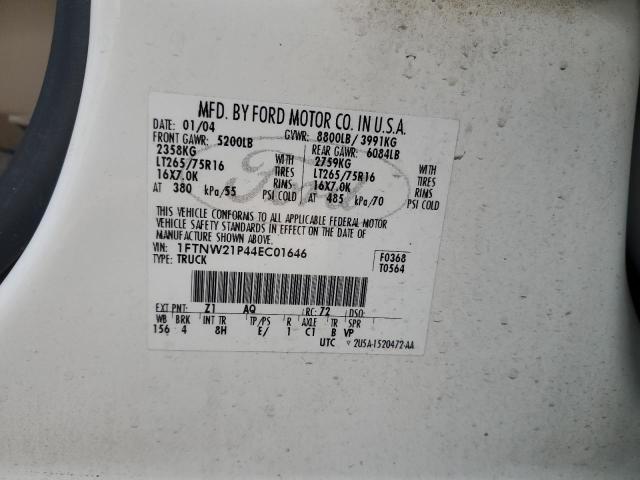 MFD. BY FORD MOTOR CO. IN U.S.A.
DATE: 01/04 GVWR: 8800LB/ 3991KG
FRONT GAWR: 5200LB REAR GAWR: 6084LB
2358KG WITH 2759KG WITH
LT265/75R16 TIRES LT265/75R16 TIRES
16X7.0K RIMS 16X7.0K RIMS
AT 380 kPa/55 PSI COLD AT 485 kPa/70 PSI COLD
THIS VEHICLE CONFORMS TO ALL APPLICABLE FEDERAL MOTOR
VEHICLE SAFETY STANDARDS IN EFFECT ON THE DATE OF
MANUFACTURE SHOWN ABOVE.
VIN: 1FTNW21P44EC01646 F0368
TYPE: TRUCK T0564
EXT PNT: Z1 AQ RC: 72 DSO:
WB BRK INT TR TP/PS R AXLE TR SPR
156 4 8H E/ 1 C1 B VP
UTC 2U5A-1520472-AA
Ford